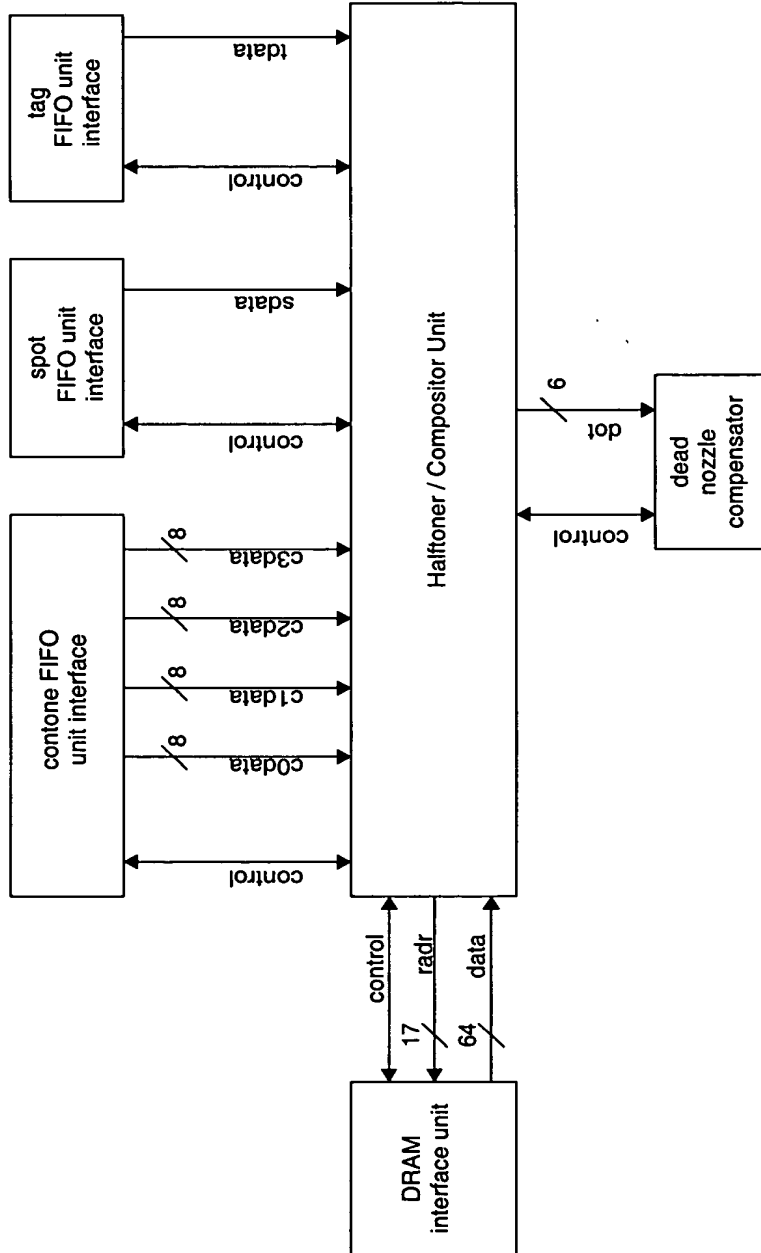 contone FIFO
unit interface
spot
FIFO unit
interface
tag
FIFO unit
interface
control
8
c0data
8
c1data
8
c2data
8
c3data
control
sdata
control
tdata
Halftoner / Compositor Unit
control
radr
17
data
64
DRAM
interface unit
control
dot
6
dead
nozzle
compensator